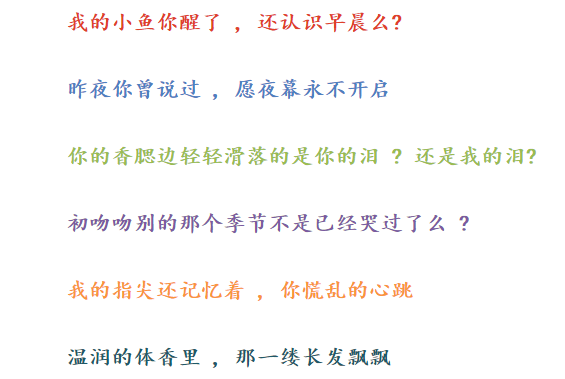 我的小鱼你醒了 ，还认识早晨么?
昨夜你曾说过 ，愿夜幕永不开启
你的香腮边轻轻滑落的是你的泪 ？还是我的泪?
初吻吻别的那个季节不是已经哭过了么 ？
我的指尖还记忆着 ，你慌乱的心跳
温润的体香里 ，那一缕长发飘飘